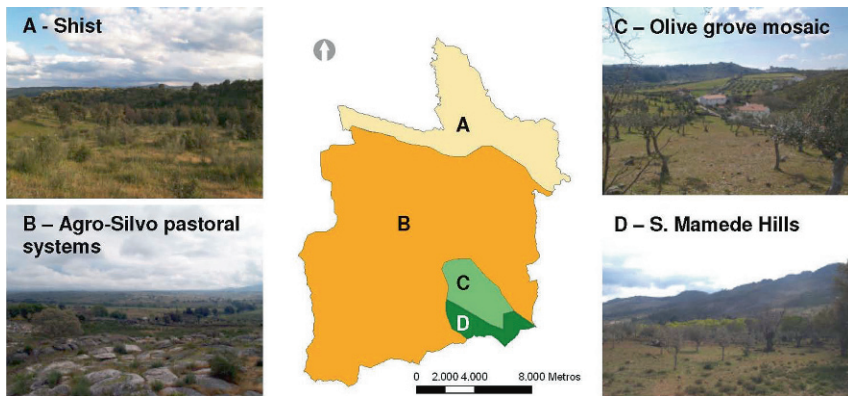 A - Shist
B – Agro-Silvo pastoral
systems
A
B
C
D
0 2.000 4.000 8.000 Metros
C – Olive grove mosaic
D – S. Mamede Hills